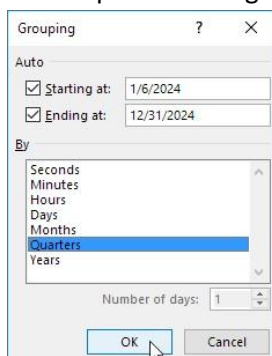 Grouping ? ×
Auto
Starting at: 1/6/2024
Ending at: 12/31/2024
By
Seconds
Minutes
Hours
Days
Months
Quarters
Years
Number of days: 1
OK Cancel